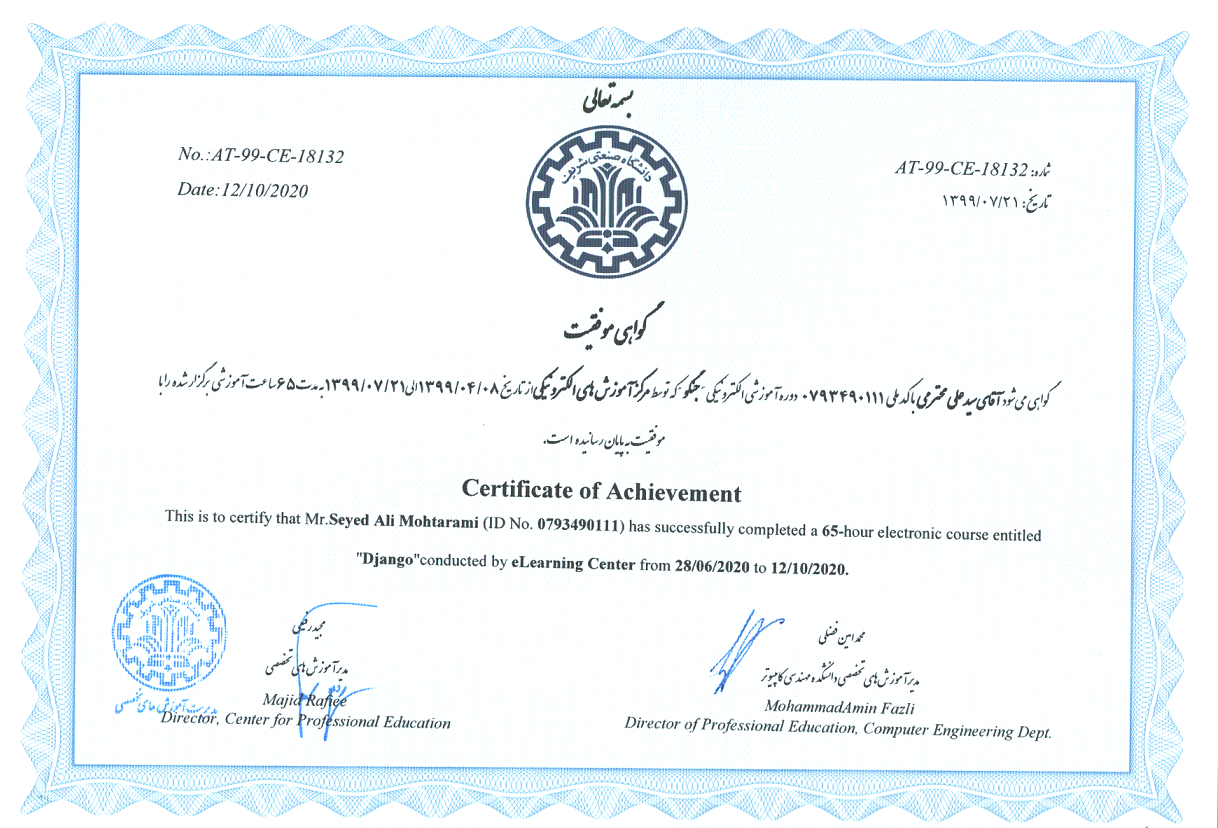 بسمه تعالی
No.:AT-99-CE-18132
Date:12/10/2020
دانشگاه صنعتی شریف
شماره: AT-99-CE-18132
تاریخ: ۱۳۹۹/۰۷/۲۱
گواهی موفقیت
گواهی می شود آقای سید علی محترمی با کد ملی ۰۷۹۳۴۹۰۱۱۱ دوره آموزشی الکترونیکی "جنگو" که توسط مرکز آموزش های الکترونیکی از تاریخ ۱۳۹۹/۰۴/۰۸ الی ۱۳۹۹/۰۷/۲۱ به مدت ۶۵ ساعت آموزشی برگزار شده را با
موفقیت به پایان رسانیده است.
Certificate of Achievement
This is to certify that Mr.Seyed Ali Mohtarami (ID No. 0793490111) has successfully completed a 65-hour electronic course entitled
"Django"conducted by eLearning Center from 28/06/2020 to 12/10/2020.
مجید رفیعی
مدیر آموزش های تخصصی
Majid Rafiee
Director, Center for Professional Education
مدیریت آموزش های تخصصی
محمد امین فضلی
مدیر آموزش های تخصصی دانشکده مهندسی کامپیوتر
MohammadAmin Fazli
Director of Professional Education, Computer Engineering Dept.